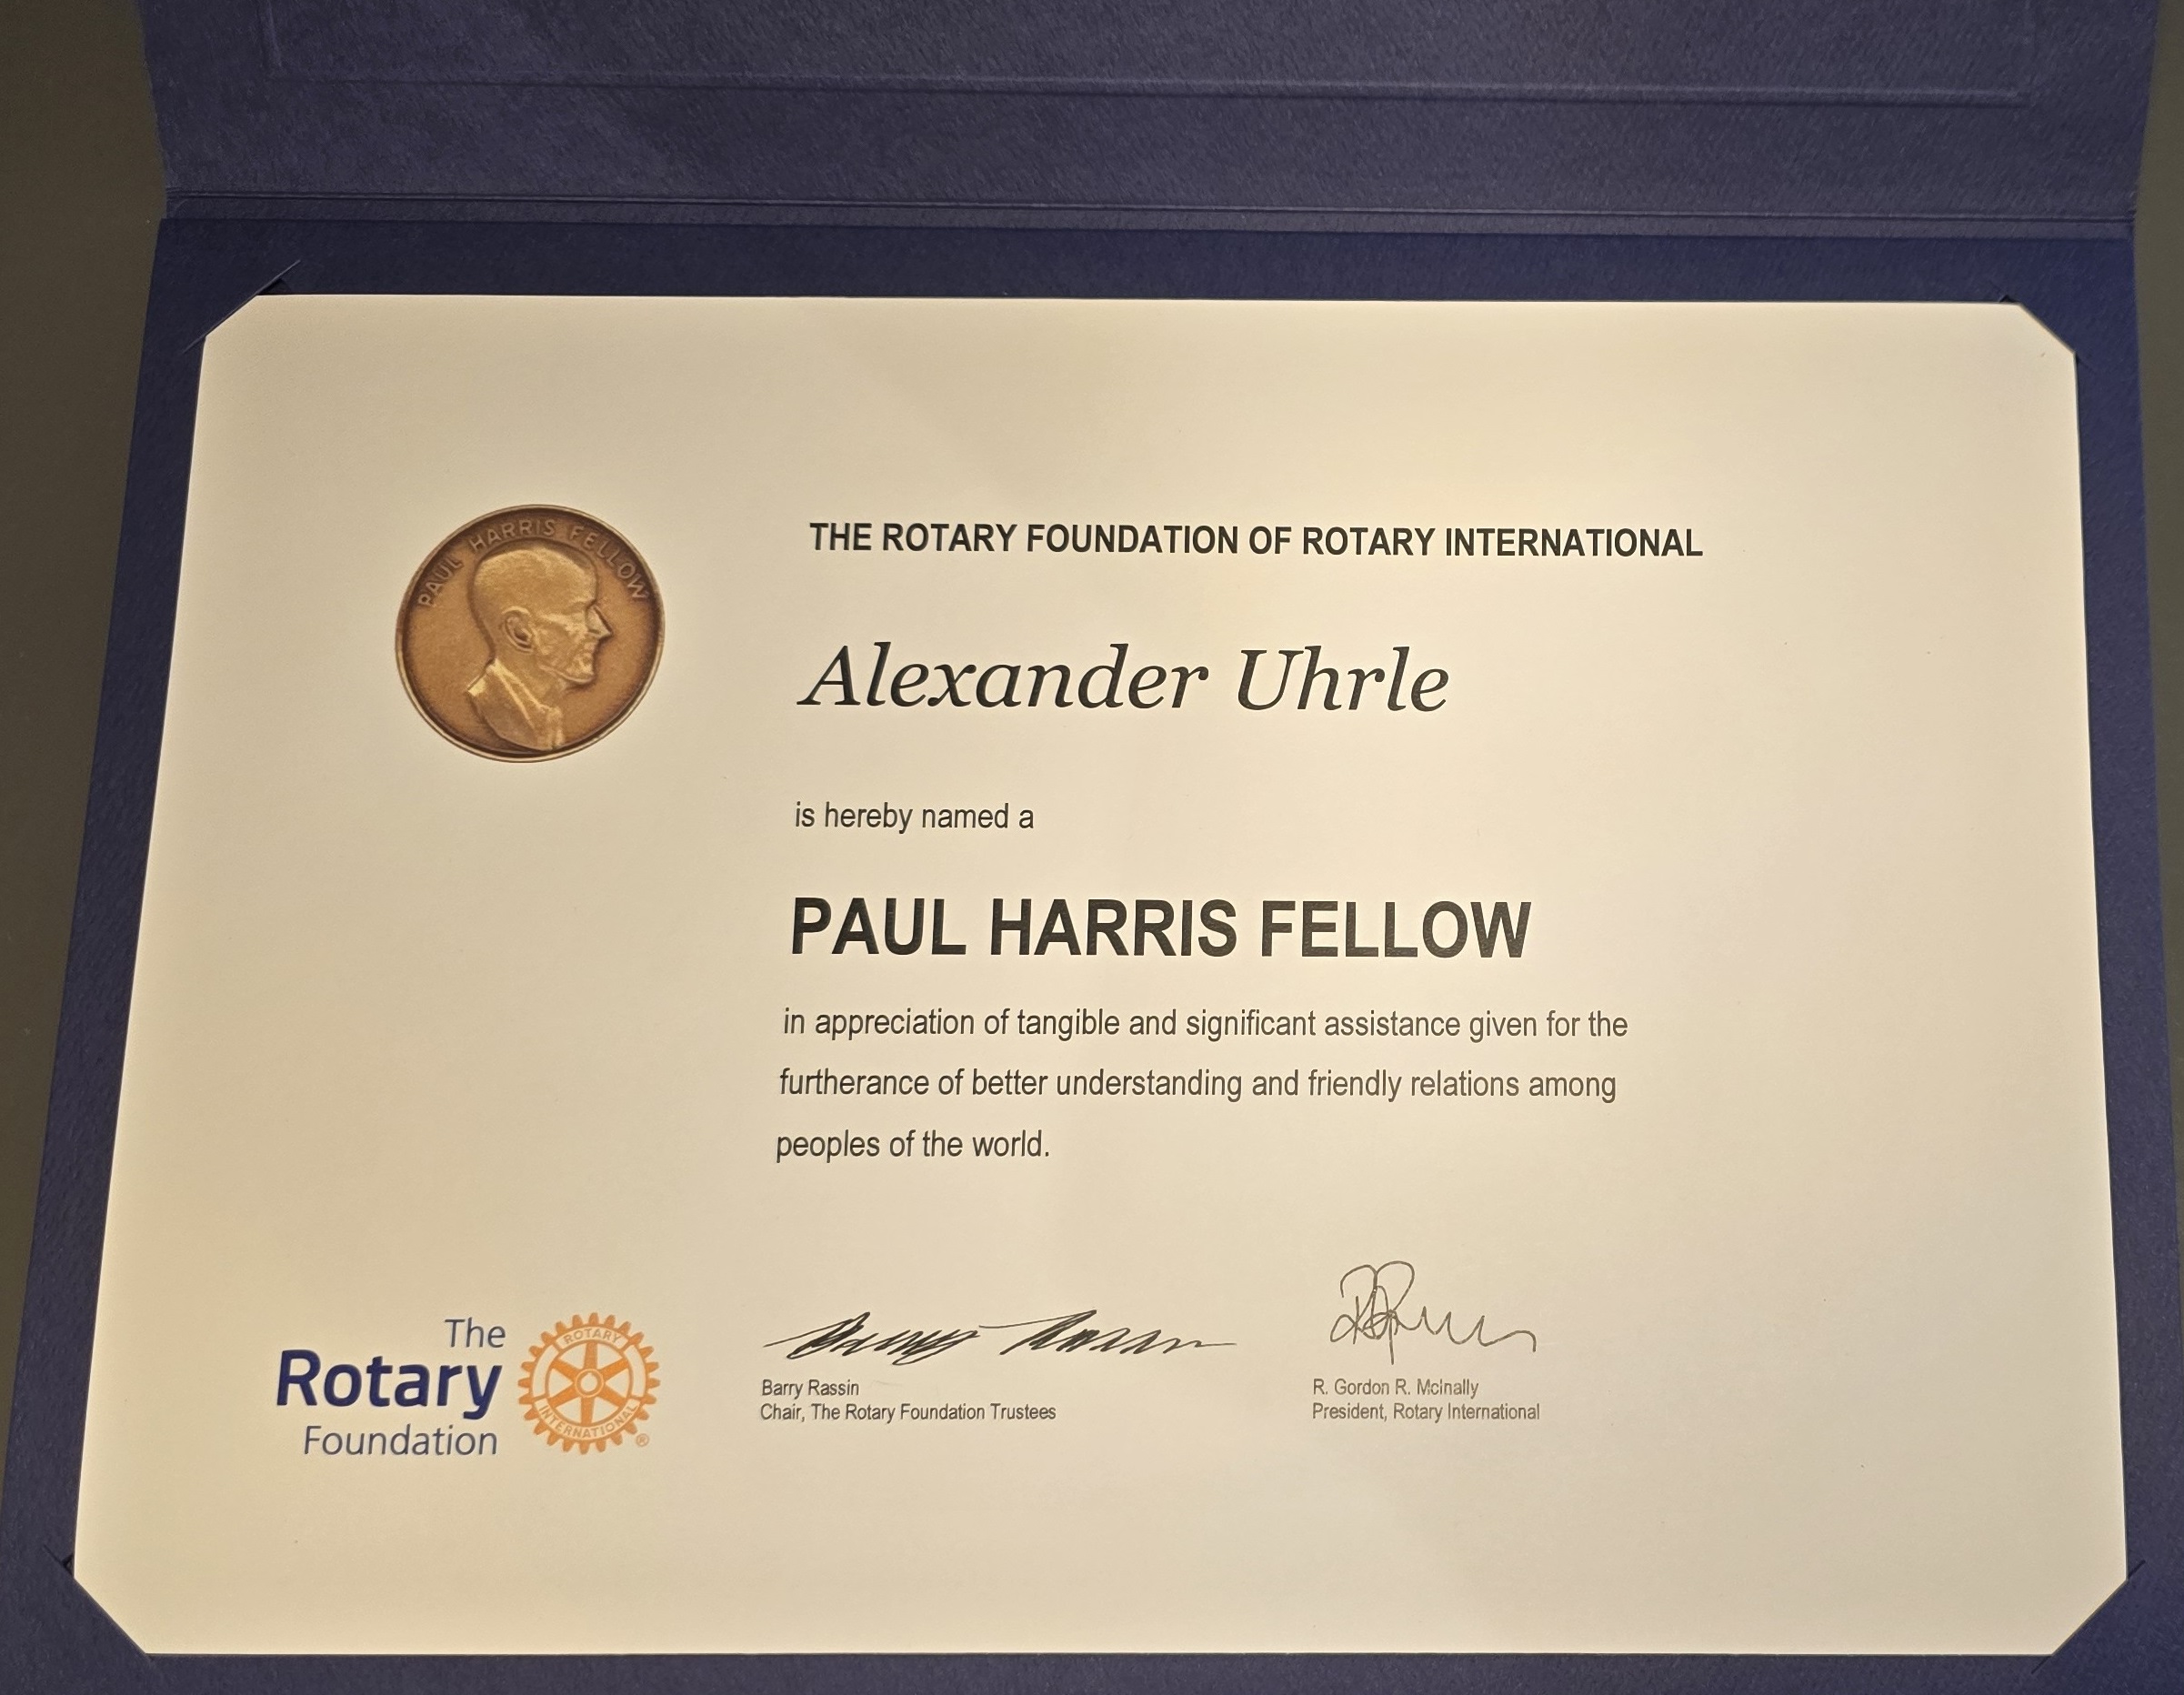 PAUL HARRIS FELLOW
THE ROTARY FOUNDATION OF ROTARY INTERNATIONAL
Alexander Uhrle
is hereby named a
PAUL HARRIS FELLOW
in appreciation of tangible and significant assistance given for the
furtherance of better understanding and friendly relations among
peoples of the world.
The
Rotary
Foundation
ROTARY
INTERNATIONAL
®
Barry Rassin
Barry Rassin
Chair, The Rotary Foundation Trustees
R. Gordon R. McInally
President, Rotary International